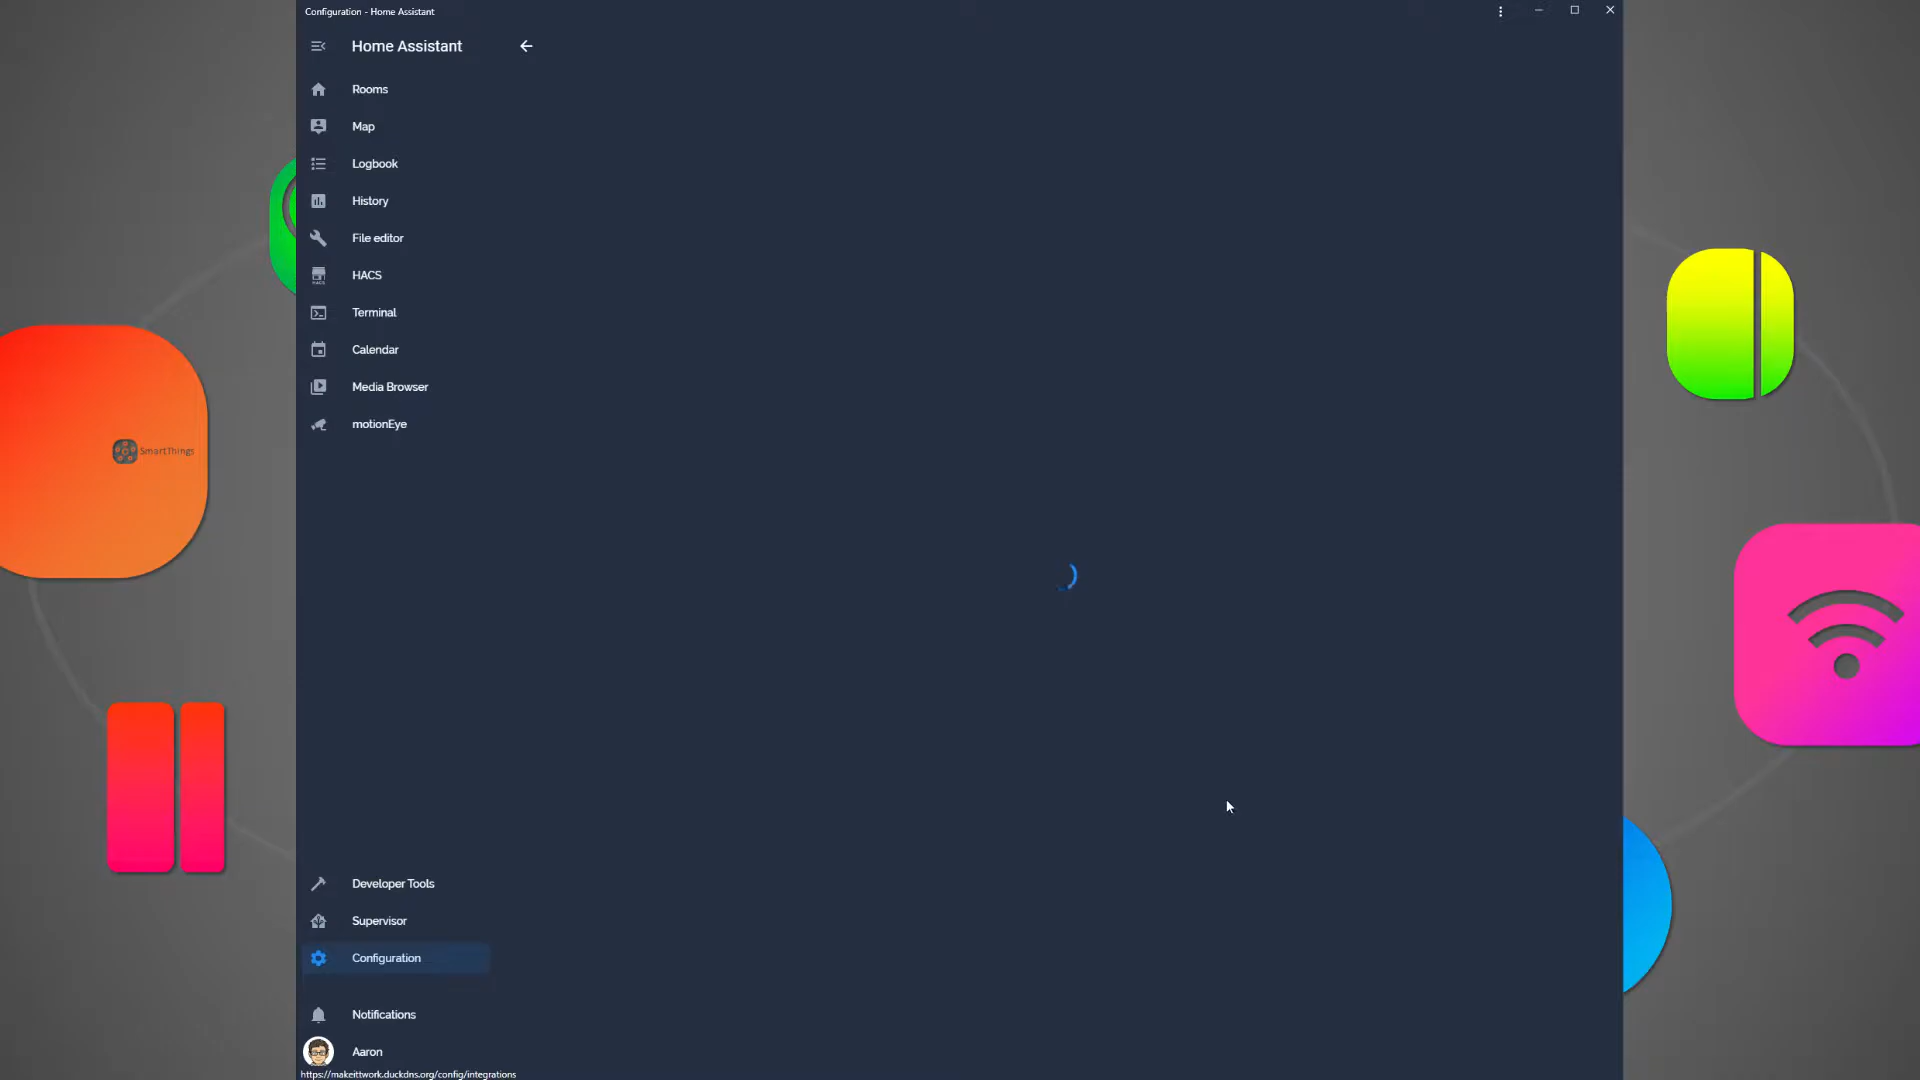 Configuration - Home Assistant
Home Assistant
Rooms
Map
Logbook
History
File editor
HACS
Terminal
Calendar
Media Browser
motionEye
SmartThings
Developer Tools
Supervisor
Configuration
Notifications
Aaron
https://makeittwork.duckdns.org/config/integrations